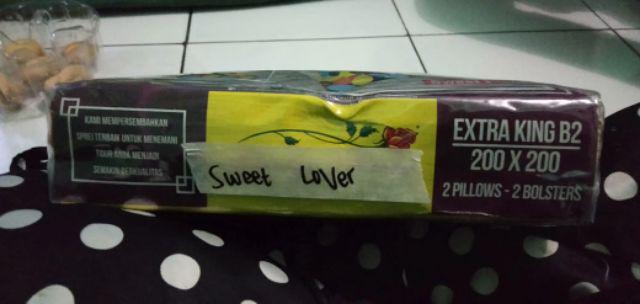 KAMI MEMPERSEMBAHKAN
SPREI TERBAIK UNTUK MENEMANI
TIDUR ANDA MENJADI
SEMAKIN BERKUALITAS
Sweet Lover
EXTRA KING B2
200 X 200
2 PILLOWS - 2 BOLSTERS